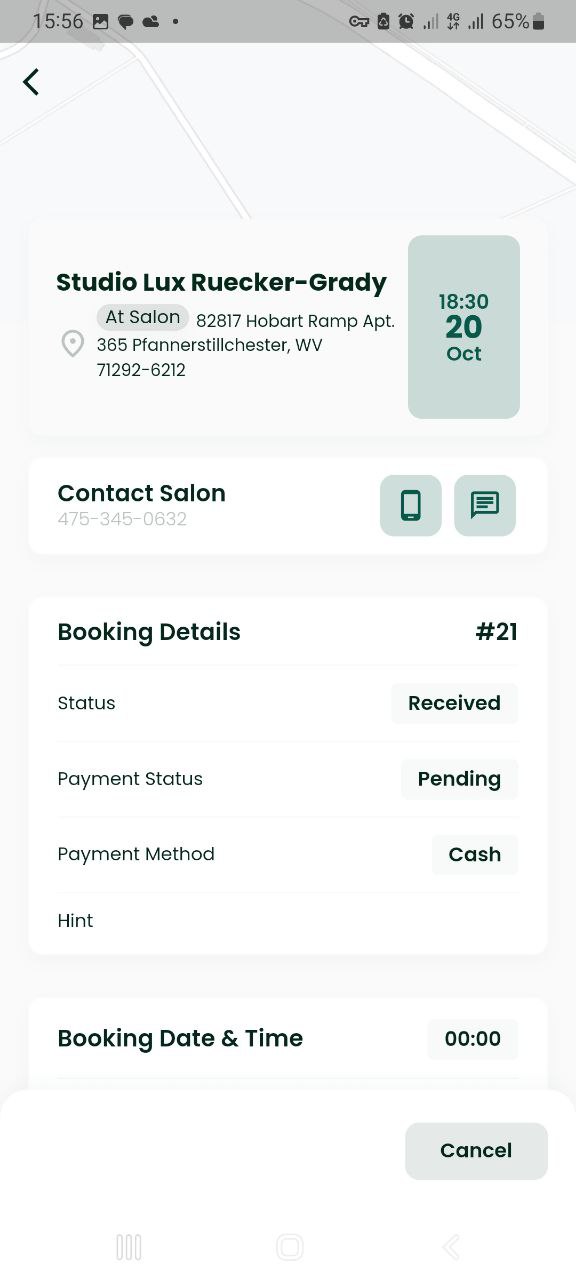 15:56
4G
65%
Studio Lux Ruecker-Grady
At Salon 82817 Hobart Ramp Apt.
365 Pfannerstillchester, WV
71292-6212
18:30
20
Oct
Contact Salon
475-345-0632
Booking Details #21
Status Received
Payment Status Pending
Payment Method Cash
Hint
Booking Date & Time 00:00
Cancel